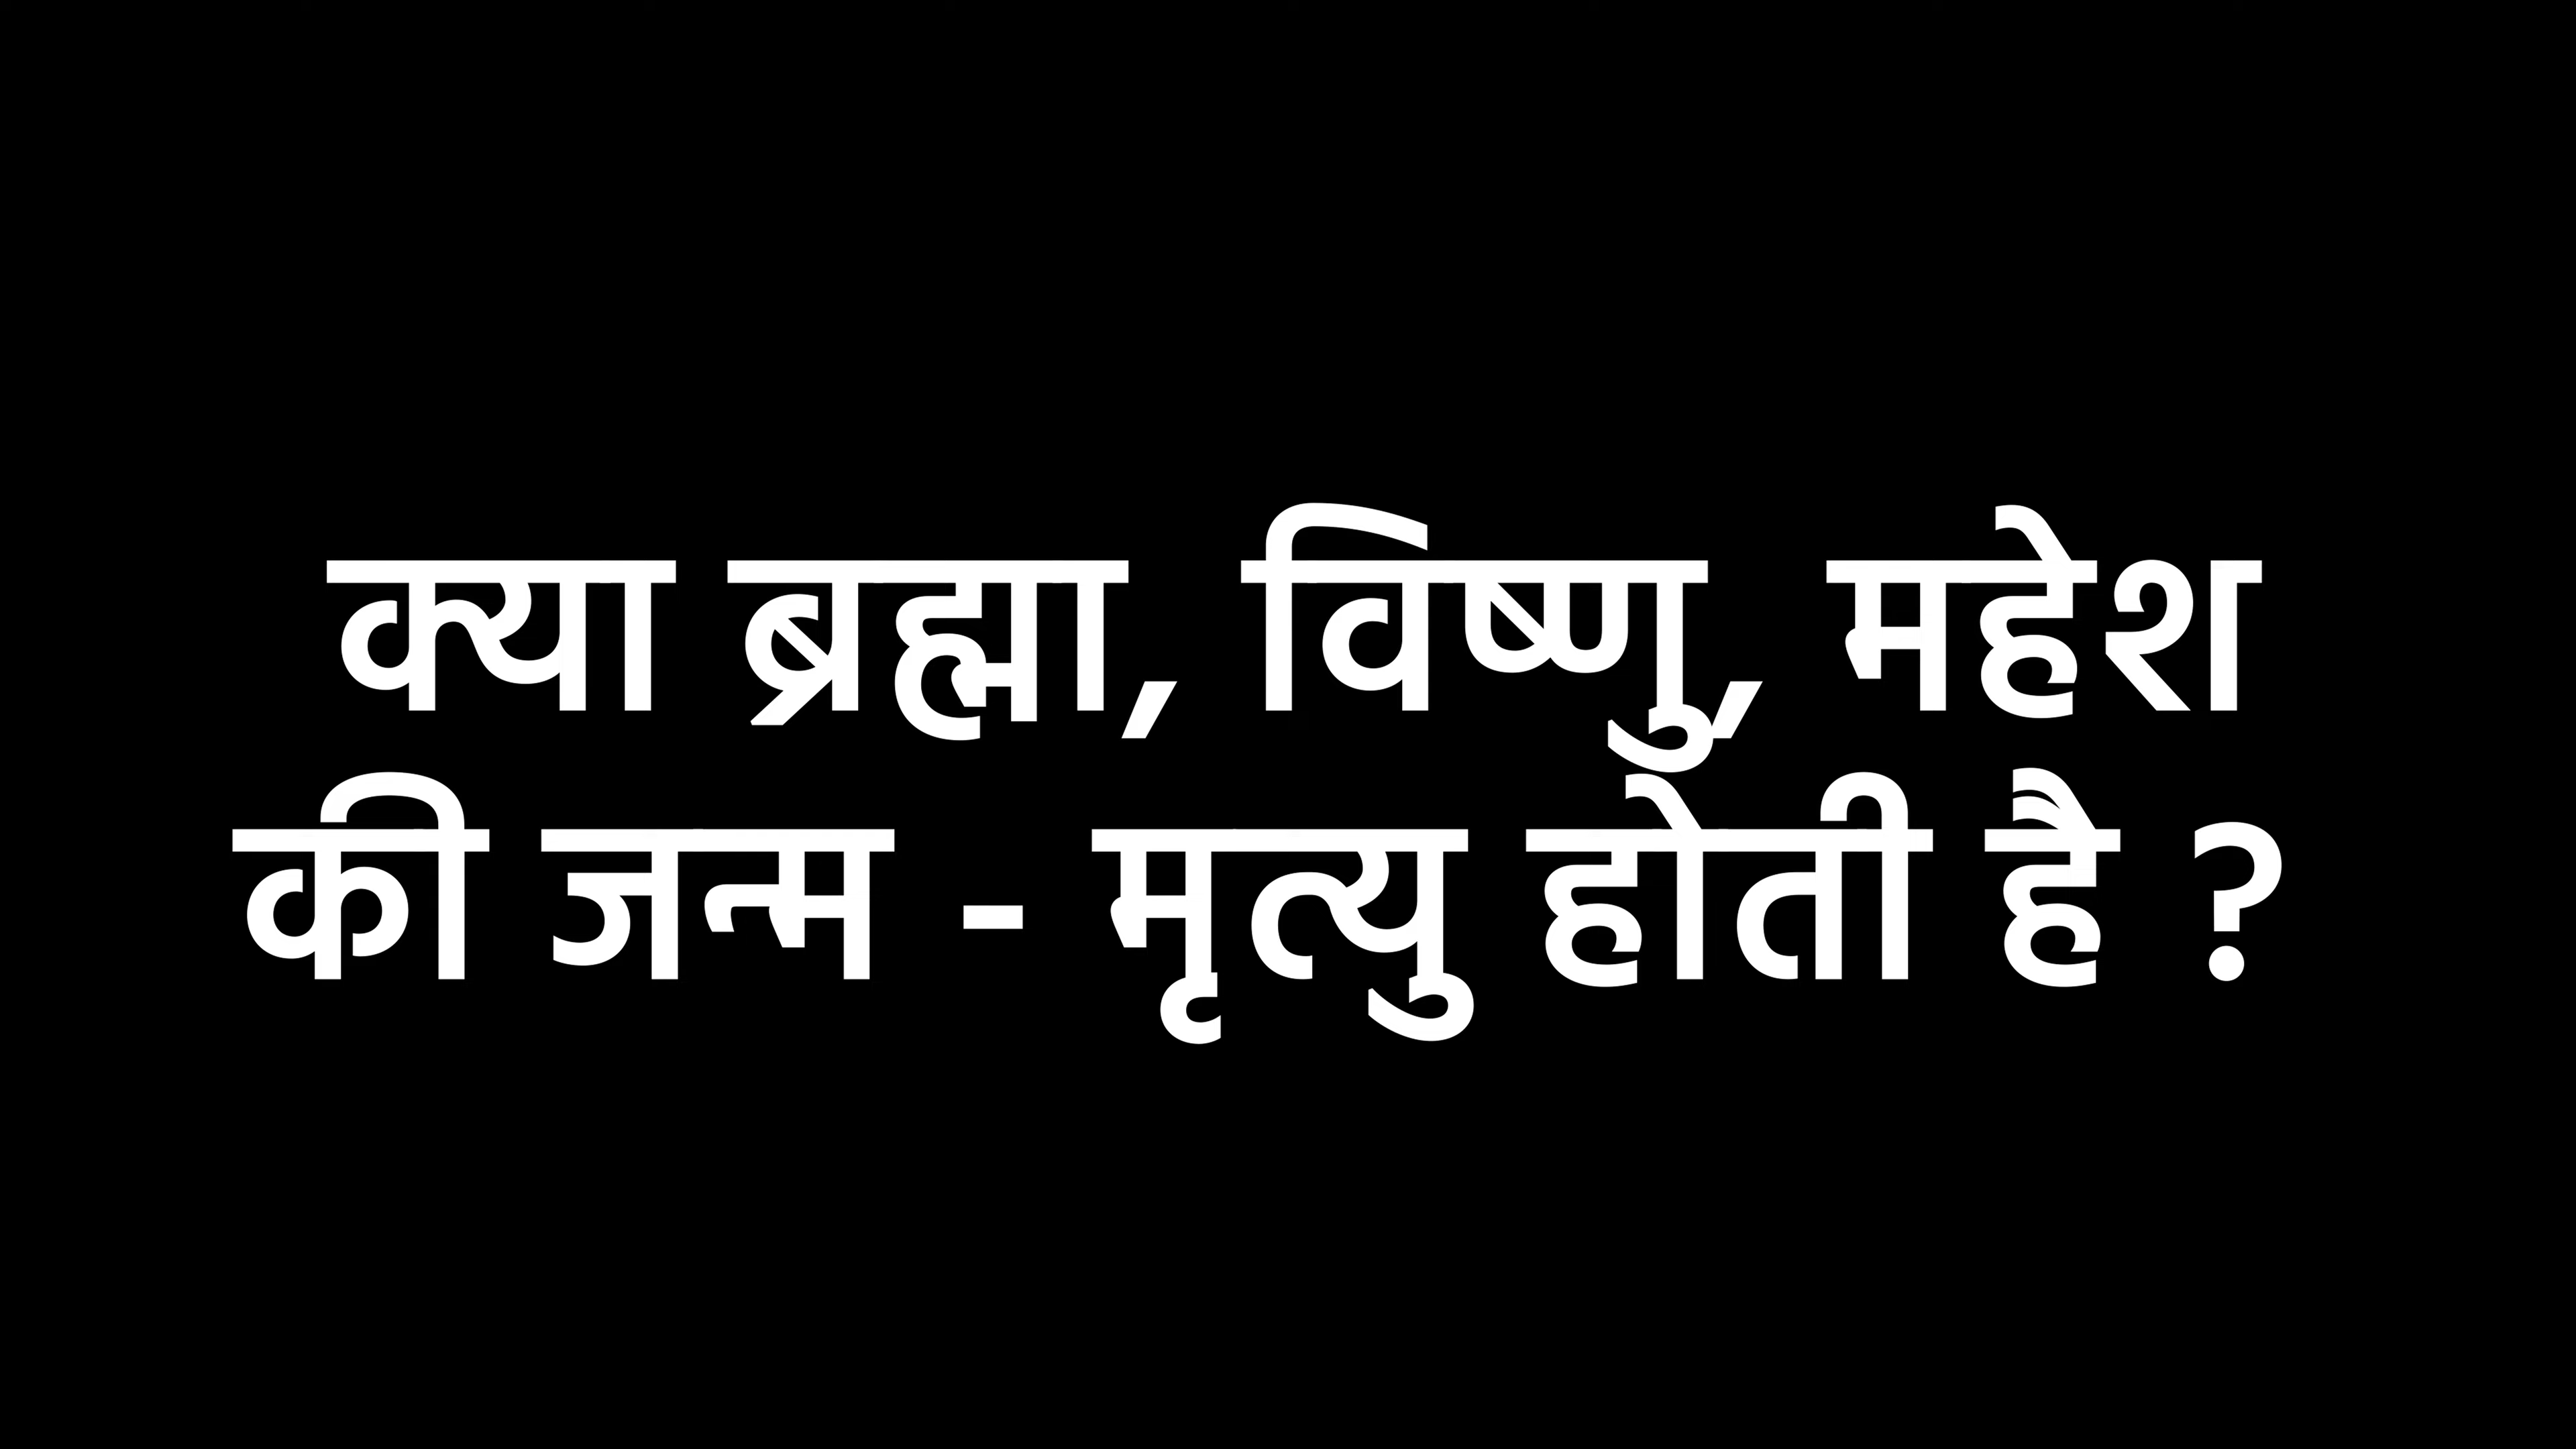 क्या ब्रह्मा, विष्णु, महेश
की जन्म - मृत्यु होती है ?